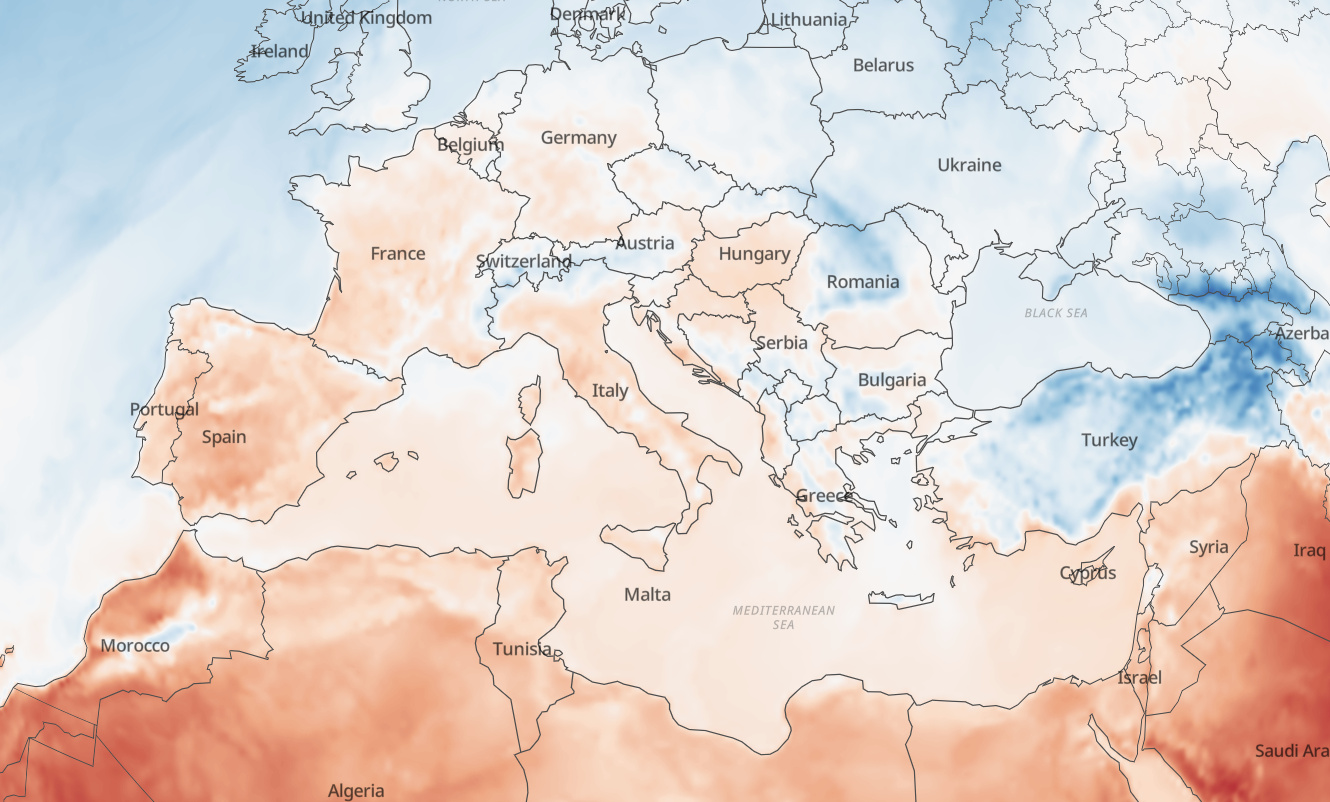 United Kingdom
Denmark
Lithuania
Ireland
Belarus
Germany
Belgium
Ukraine
Austria
France
Switzerland
Hungary
Romania
BLACK SEA
Serbia
Azerba
Bulgaria
Italy
Portugal
Spain
Turkey
Greece
Syria
Iraq
Cyprus
Malta
MEDITERRANEAN
SEA
Morocco
Tunisia
Israel
Saudi Ara
Algeria